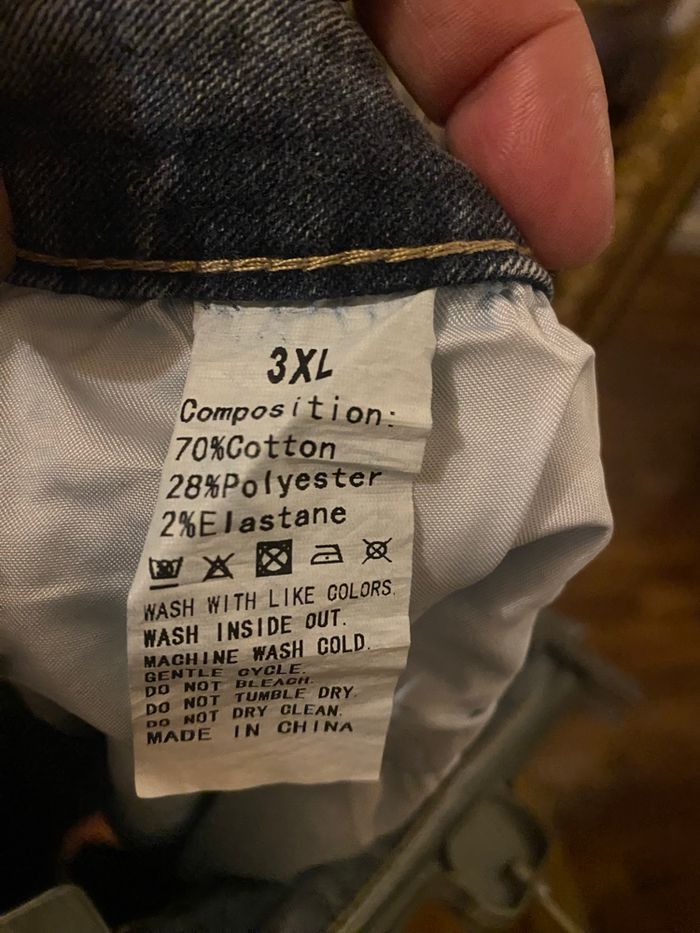 3XL
Composition:
70%Cotton
28%Polyester
2%Elastane
WASH WITH LIKE COLORS.
WASH INSIDE OUT.
MACHINE WASH COLD.
GENTLE CYCLE.
DO NOT BLEACH.
DO NOT TUMBLE DRY.
DO NOT DRY CLEAN.
MADE IN CHINA